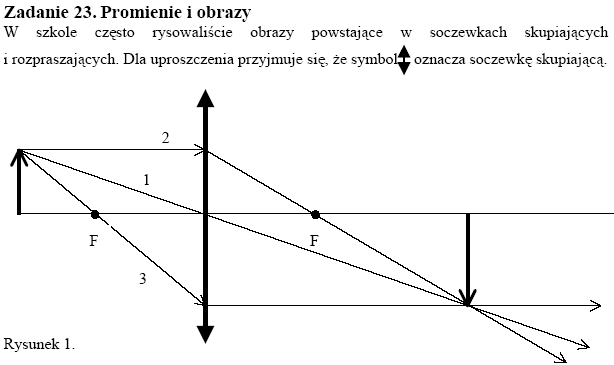 Zadanie 23. Promienie i obrazy
W szkole często rysowaliście obrazy powstające w soczewkach skupiających
i rozpraszających. Dla uproszczenia przyjmuje się, że symbol oznacza soczewkę skupiającą.
2
1
F
F
3
Rysunek 1.